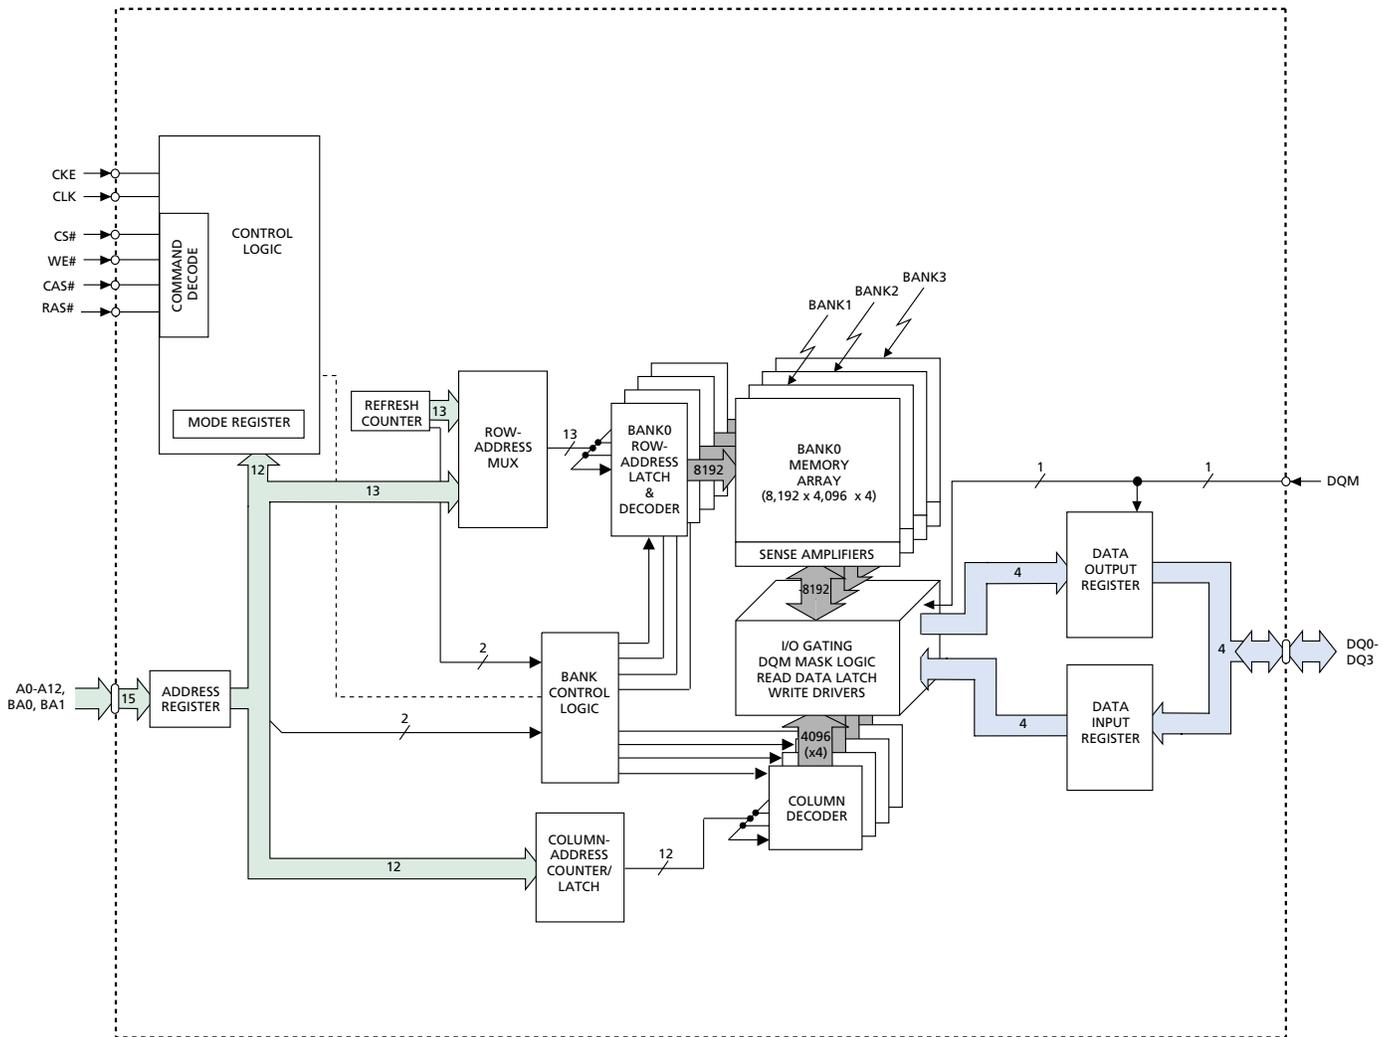 CKE
CLK
CS#
WE#
CAS#
RAS#
COMMAND
DECODE
CONTROL
LOGIC
MODE REGISTER
12
REFRESH
COUNTER
13
13
ROW-
ADDRESS
MUX
13
BANK0
ROW-
ADDRESS
LATCH
&
DECODER
8192
BANK1
BANK2
BANK3
BANK0
MEMORY
ARRAY
(8,192 x 4,096 x 4)
SENSE AMPLIFIERS
8192
I/O GATING
DQM MASK LOGIC
READ DATA LATCH
WRITE DRIVERS
4096
(x4)
COLUMN
DECODER
2
BANK
CONTROL
LOGIC
2
A0-A12,
BA0, BA1
15
ADDRESS
REGISTER
12
COLUMN-
ADDRESS
COUNTER/
LATCH
12
1
1
DQM
DATA
OUTPUT
REGISTER
4
4
DATA
INPUT
REGISTER
4
DQ0-
DQ3